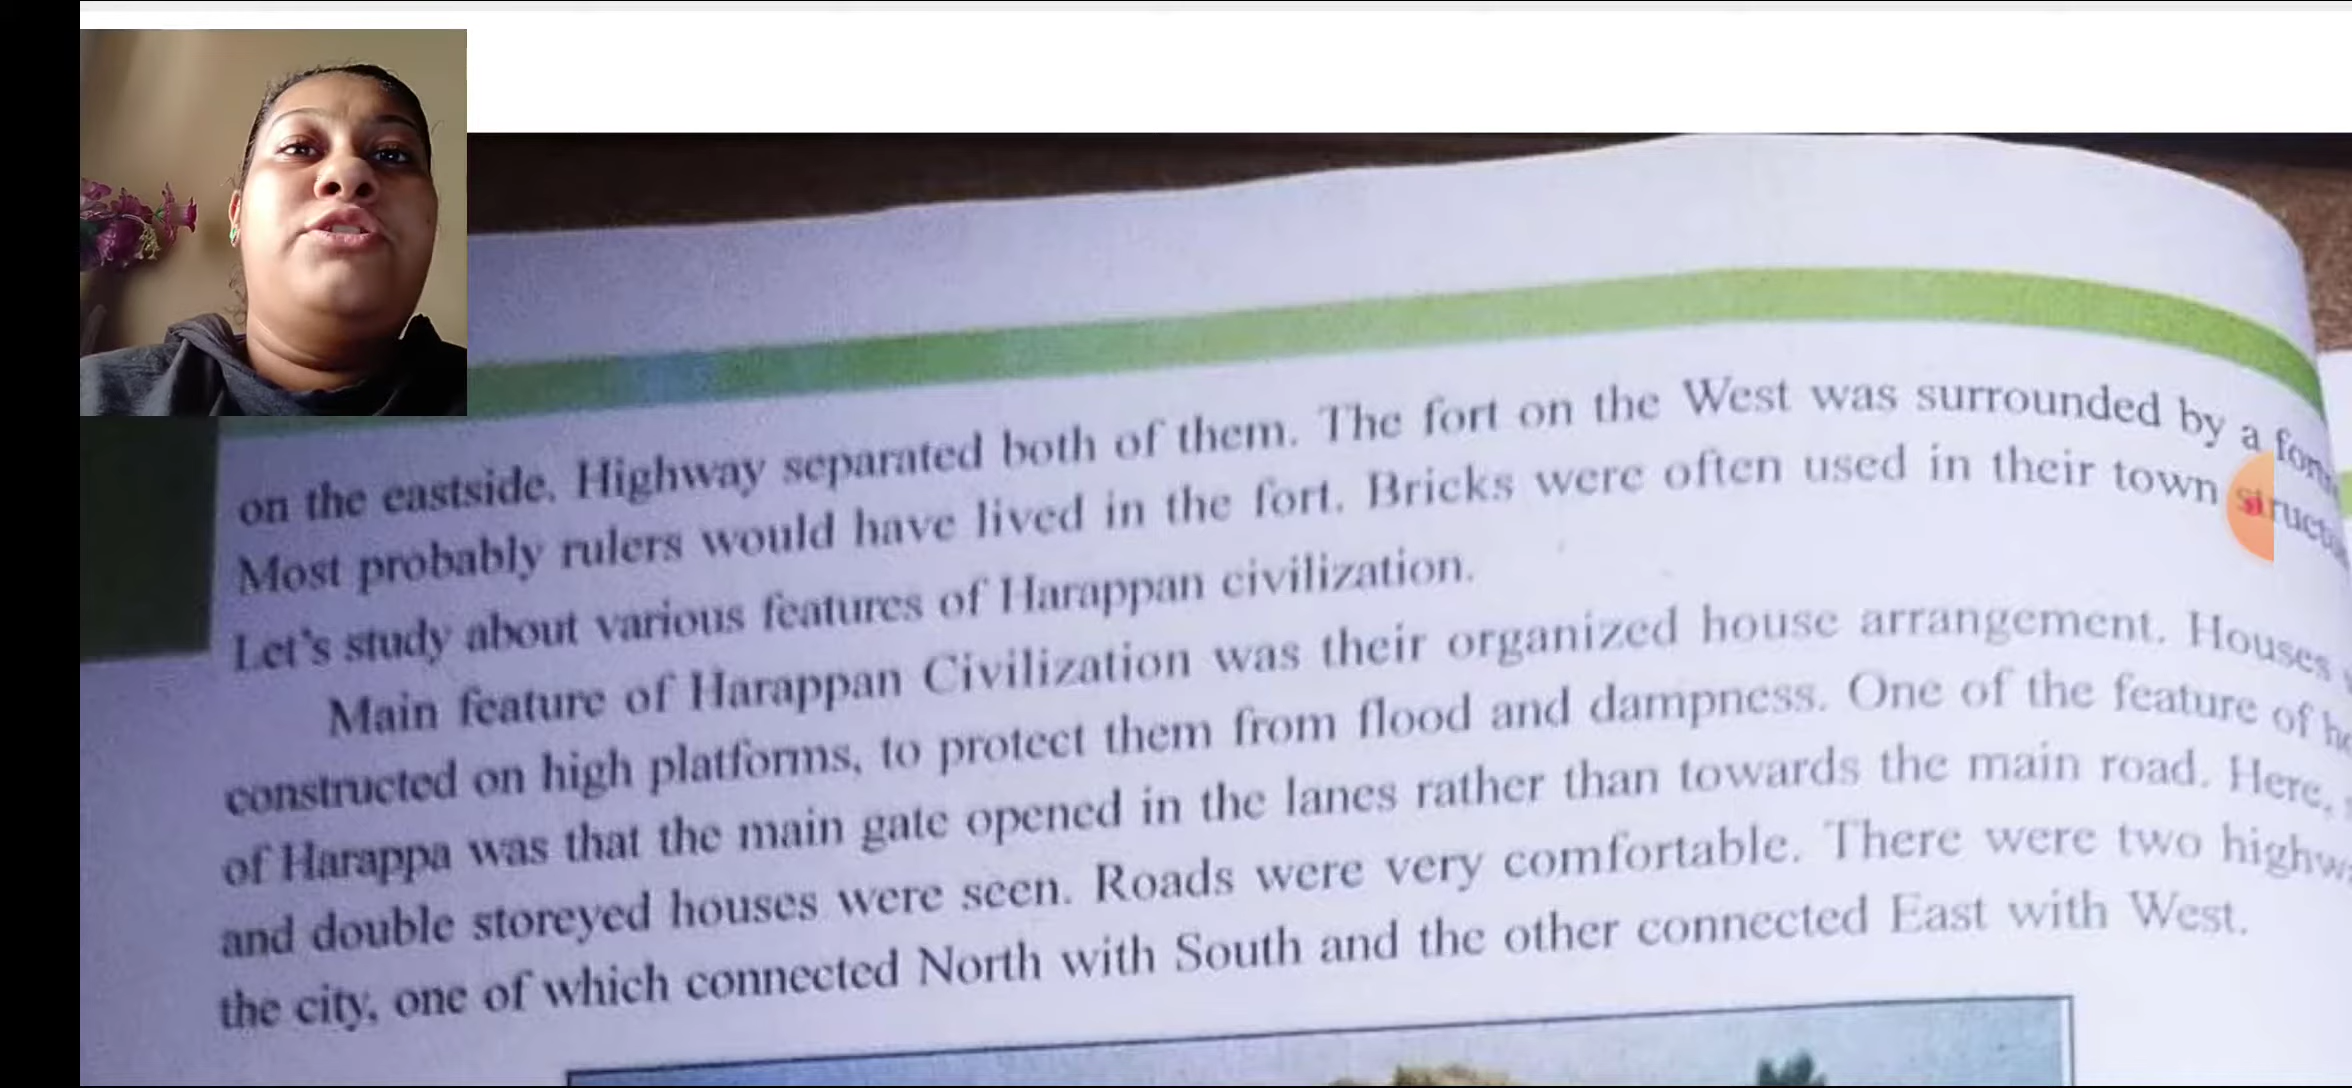 on the eastside. Highway separated both of them. The fort on the West was surrounded by a
Most probably rulers would have lived in the fort. Bricks were often used in their town
Let's study about various features of Harappan civilization.
Main feature of Harappan Civilization was their organized house arrangement. Houses
constructed on high platforms, to protect them from flood and dampness. One of the feature of
of Harappa was that the main gate opened in the lanes rather than towards the main road. Here,
and double storeyed houses were seen. Roads were very comfortable. There were two
the city, one of which connected North with South and the other connected East with West.